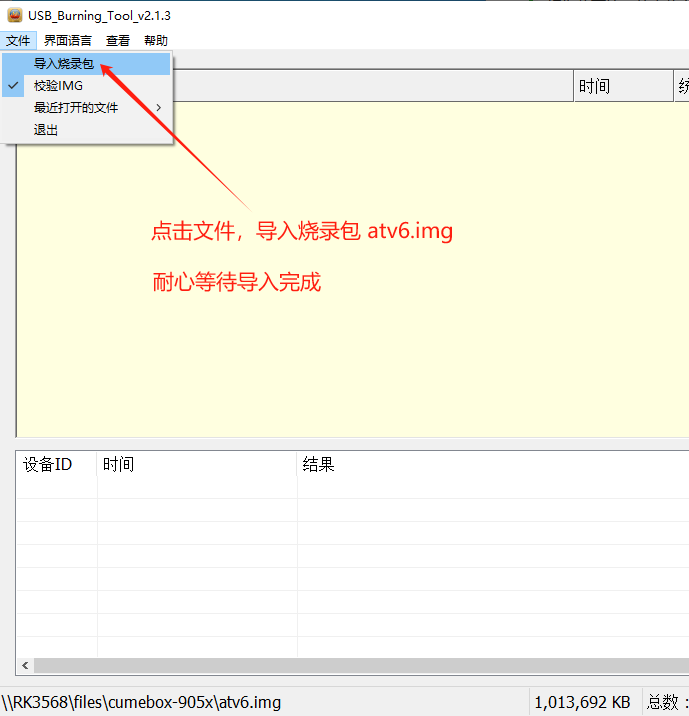 USB_Burning_Tool_v2.1.3
文件 界面语言 查看 帮助
导入烧录包
校验IMG
最近打开的文件
退出
时间
点击文件，导入烧录包 atv6.img
耐心等待导入完成
设备ID 时间 结果
\\RK3568\files\cumebox-905x\atv6.img 1,013,692 KB 总数：